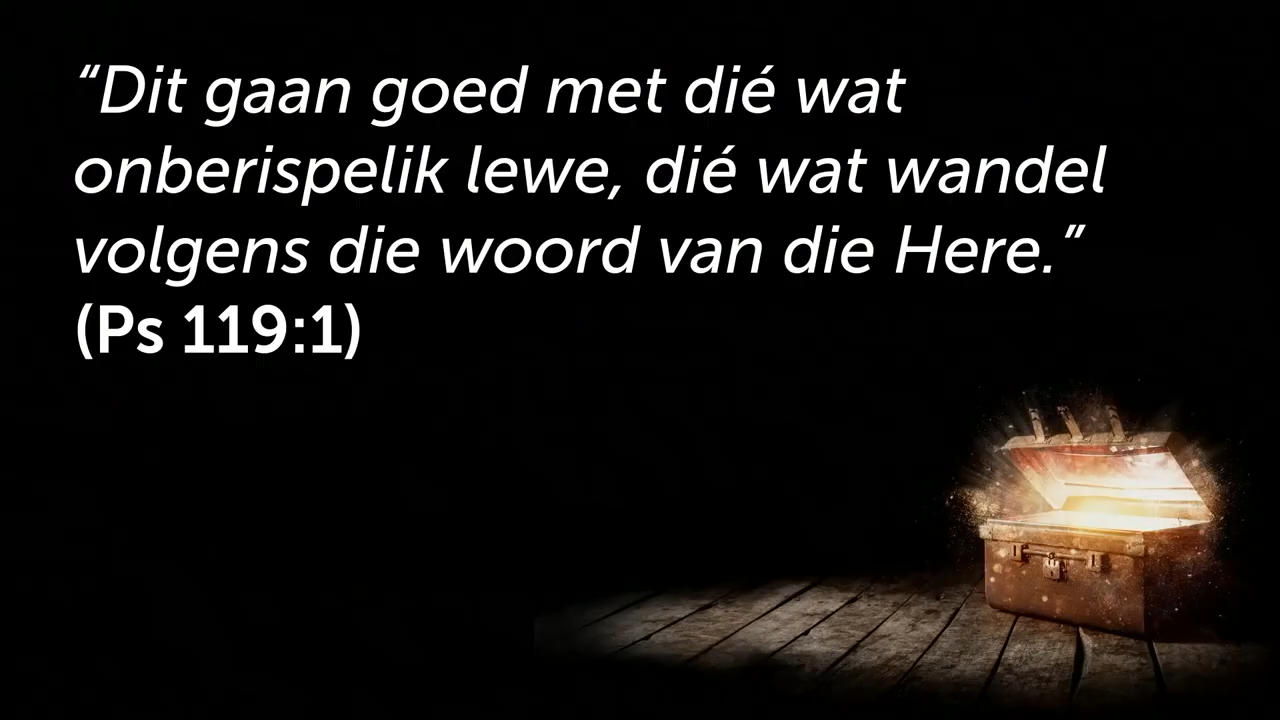 “Dit gaan goed met dié wat
onberispelik lewe, dié wat wandel
volgens die woord van die Here.”
(Ps 119:1)